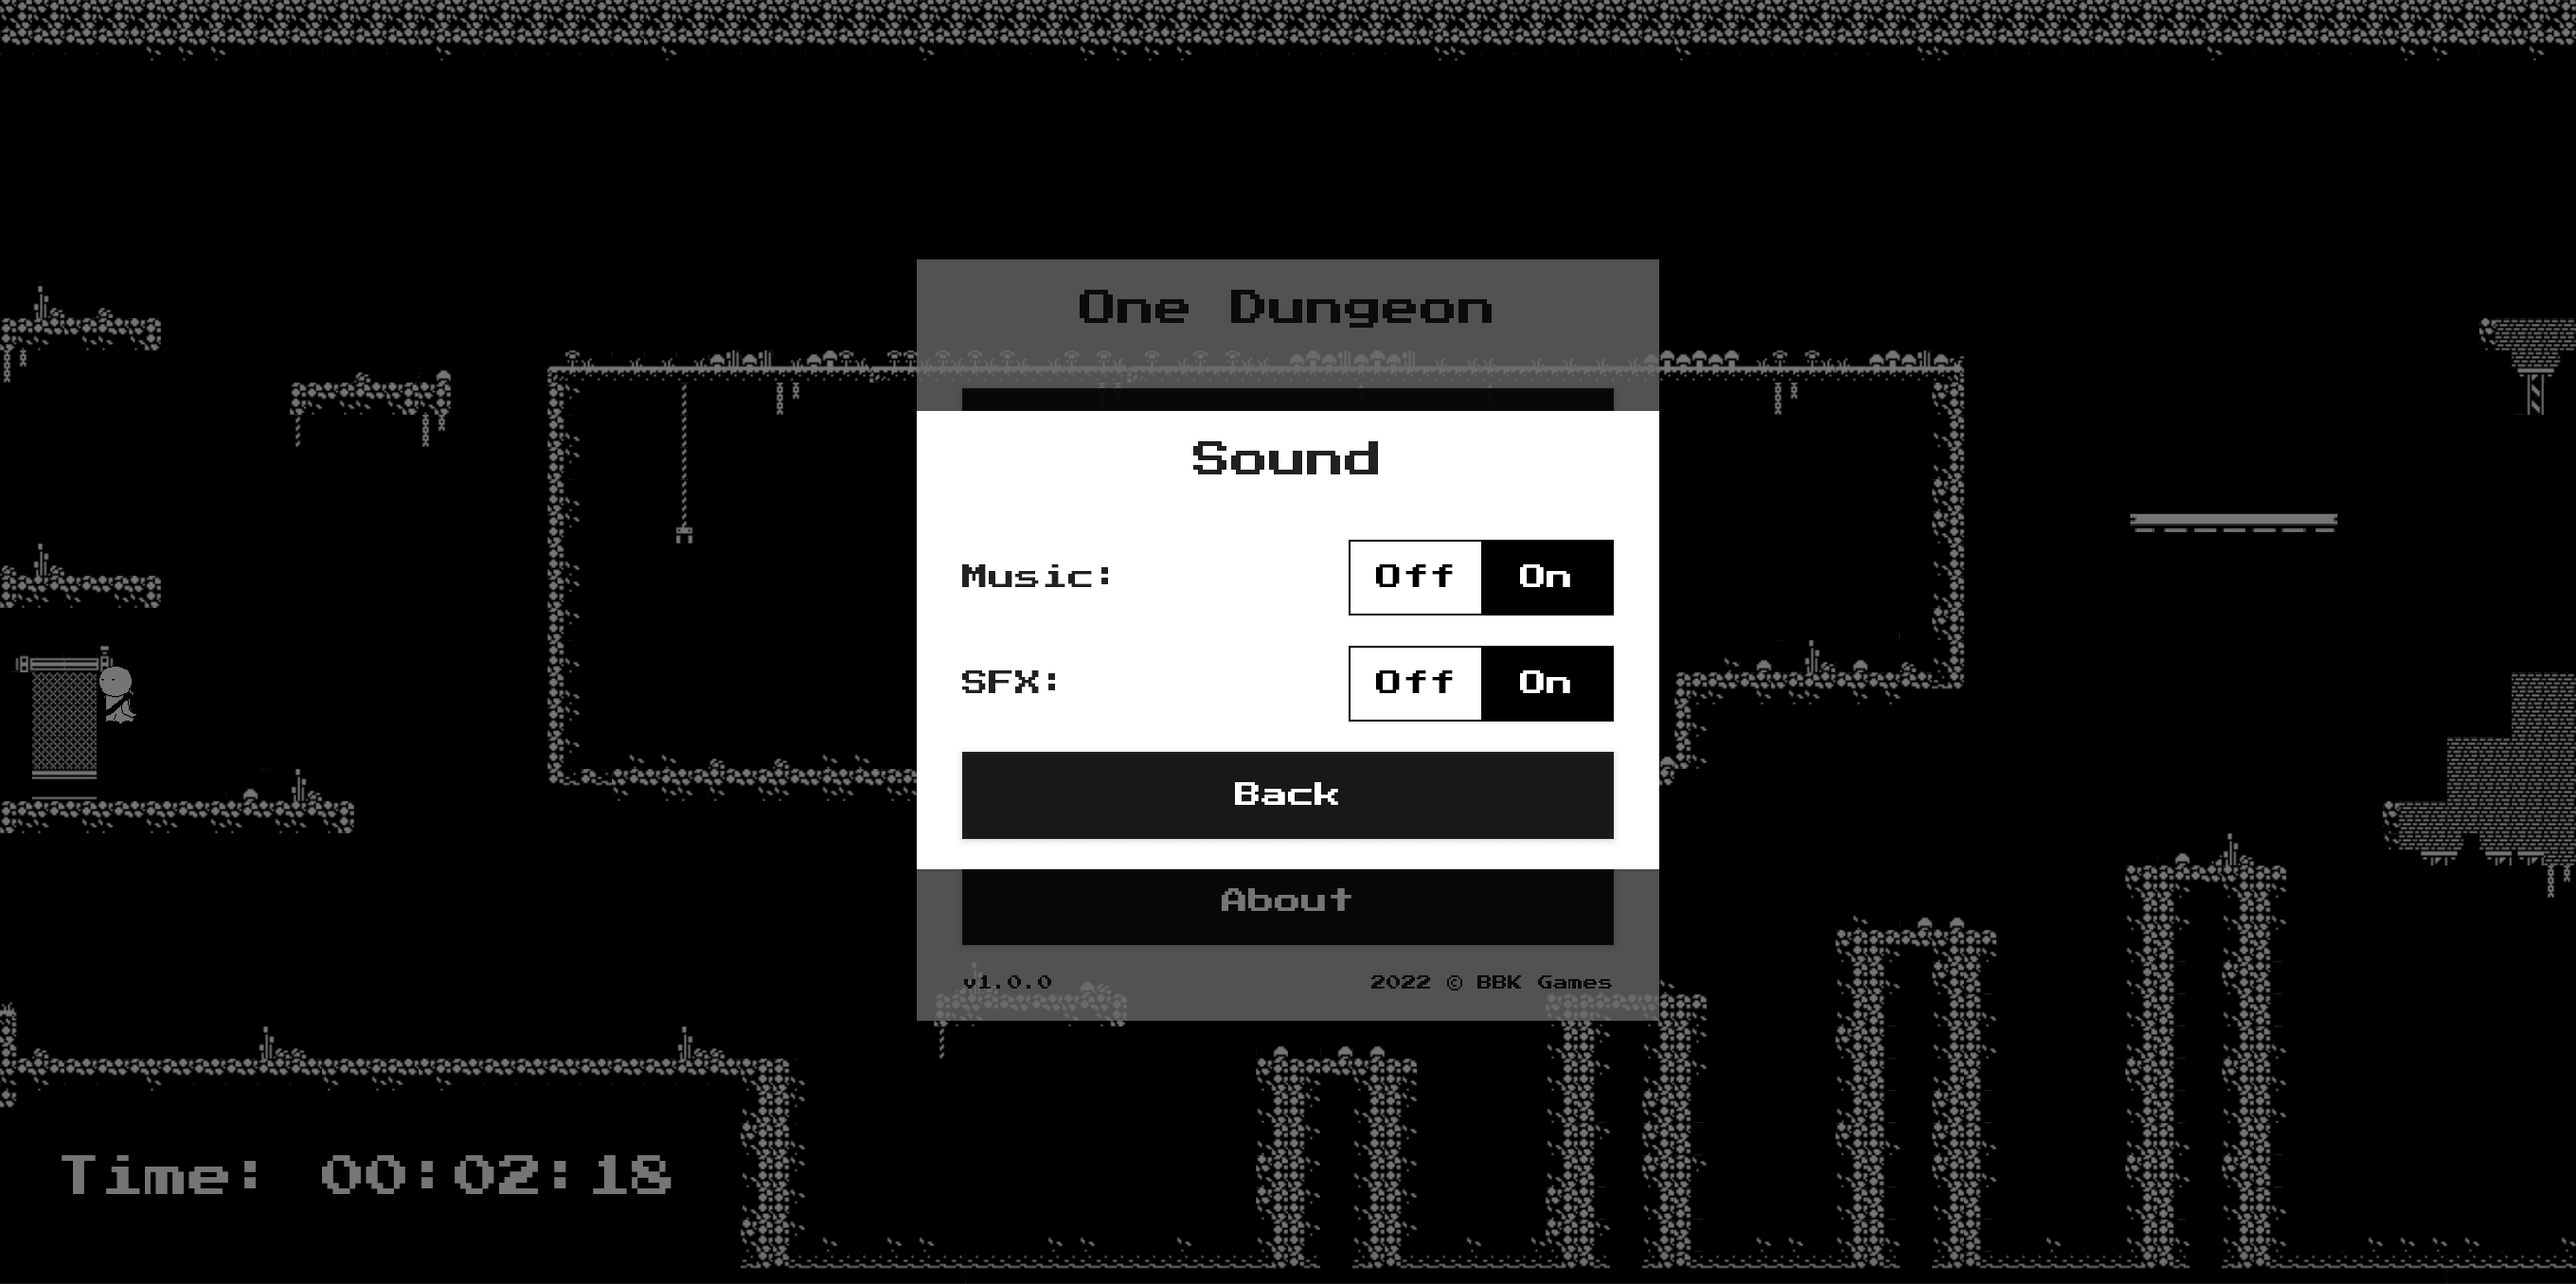 One Dungeon
Sound
Music: Off On
SFX: Off On
Back
About
v1.0.0 2022 © BBK Games
Time: 00:02:18